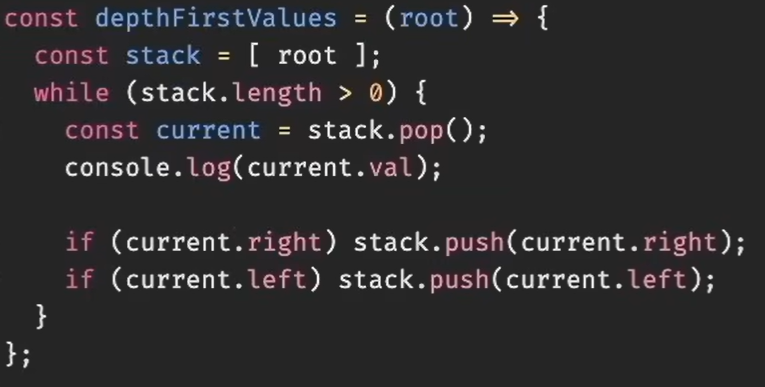 const depthFirstValues = (root) => {
  const stack = [ root ];
  while (stack.length > 0) {
    const current = stack.pop();
    console.log(current.val);

    if (current.right) stack.push(current.right);
    if (current.left) stack.push(current.left);
  }
};